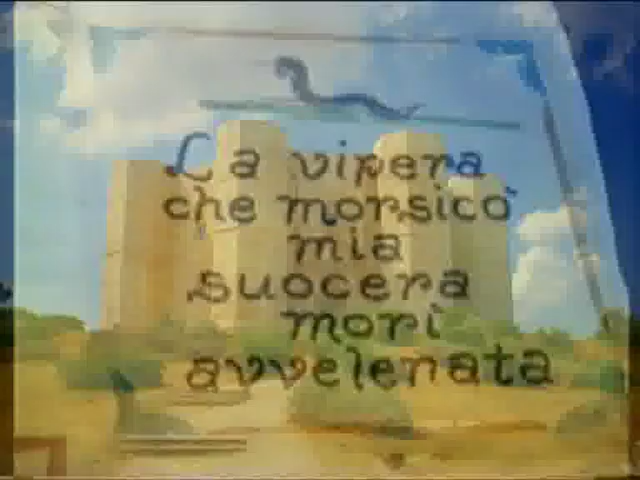 La vipera
che morsicò
mia
suocera
morì
avvelenata